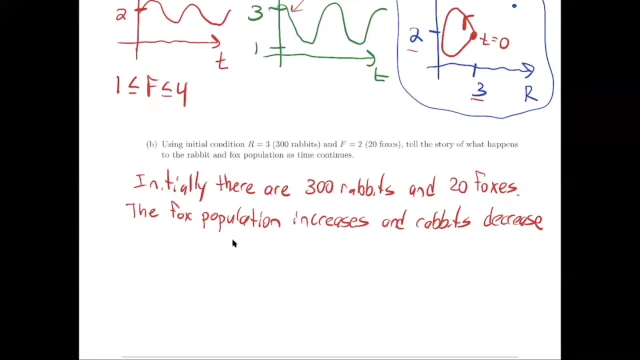 2
t
1 ≤ F ≤ 4
3
1
t
2
t=0
3
R
(b) Using initial condition R = 3 (300 rabbits) and F = 2 (20 foxes), tell the story of what happens
to the rabbit and fox population as time continues.
Initially there are 300 rabbits and 20 foxes.
The fox population increases and rabbits decrease